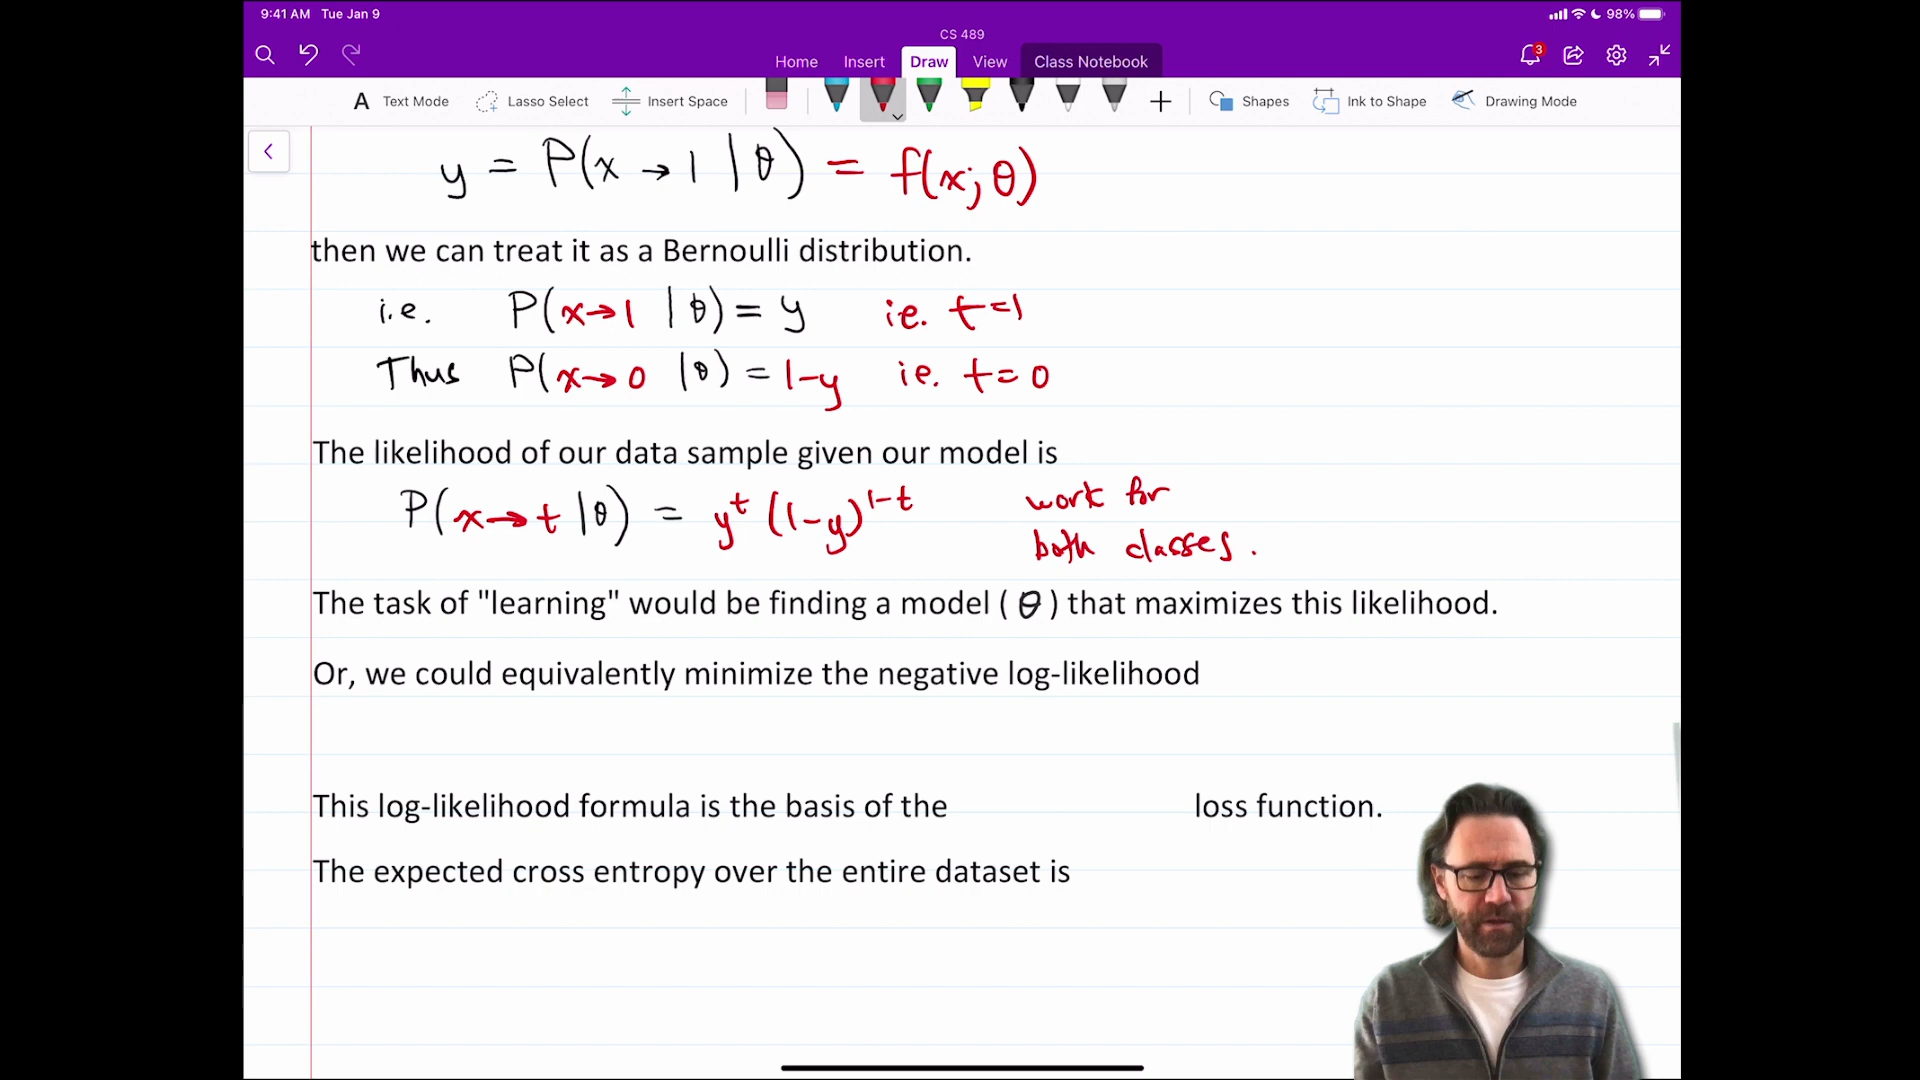 9:41 AM Tue Jan 9
98%
CS 489
3
Home Insert Draw View Class Notebook
A Text Mode Lasso Select Insert Space Shapes Ink to Shape Drawing Mode
y = P(x → 1 | θ) = f(x; θ)
then we can treat it as a Bernoulli distribution.
i.e. P(x→1 | θ) = y ie. t=1
Thus P(x→0 | θ) = 1-y ie. t=0
The likelihood of our data sample given our model is
P(x→t | θ) = y^t (1-y)^{1-t} work for
both classes.
The task of "learning" would be finding a model ( θ ) that maximizes this likelihood.
Or, we could equivalently minimize the negative log-likelihood
This log-likelihood formula is the basis of the loss function.
The expected cross entropy over the entire dataset is